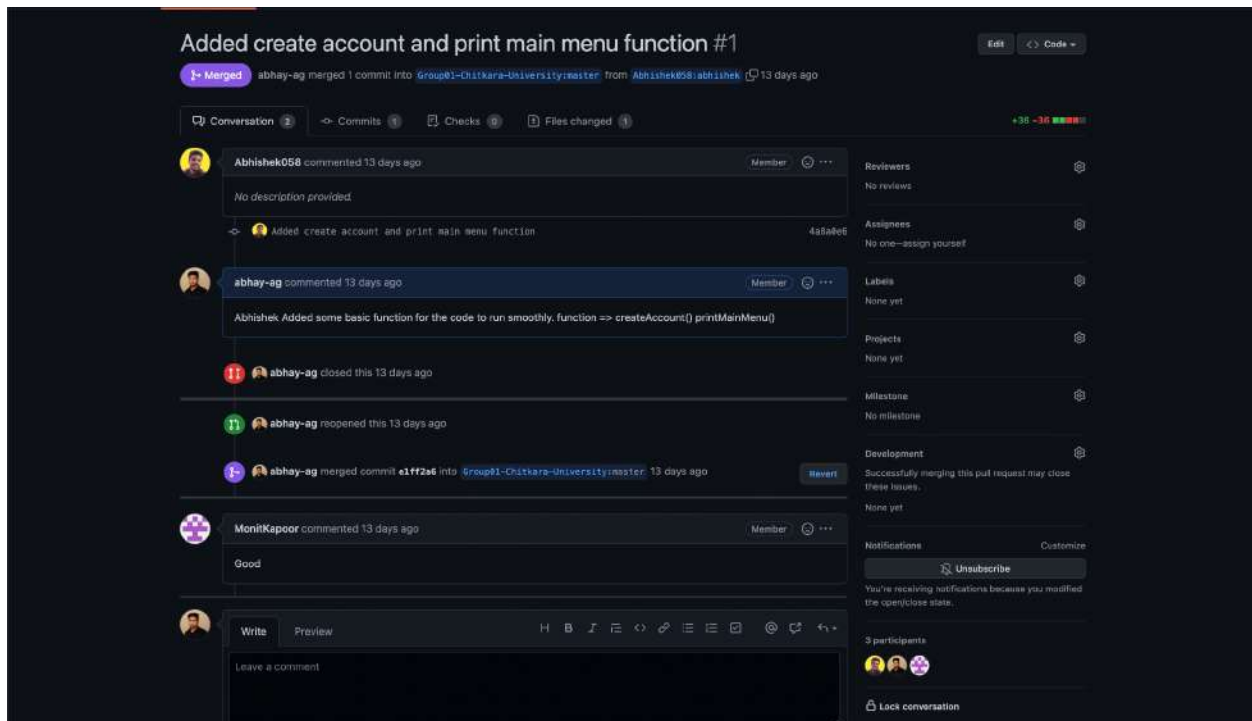 Added create account and print main menu function #1
Edit
<> Code
Merged
abhay-ag merged 1 commit into Group01-Chitkara-University:master from Abhishek058:abhishek 13 days ago
Conversation 2
Commits 1
Checks 0
Files changed 1
+36 −36
Abhishek058 commented 13 days ago
Member
No description provided.
Added create account and print main menu function
4a8a0e6
abhay-ag commented 13 days ago
Member
Abhishek Added some basic function for the code to run smoothly. function => createAccount() printMainMenu()
abhay-ag closed this 13 days ago
abhay-ag reopened this 13 days ago
abhay-ag merged commit e1ff2a6 into Group01-Chitkara-University:master 13 days ago
Revert
MonitKapoor commented 13 days ago
Member
Good
Write
Preview
Leave a comment
Reviewers
No reviews
Assignees
No one—assign yourself
Labels
None yet
Projects
None yet
Milestone
No milestone
Development
Successfully merging this pull request may close
these issues.
None yet
Notifications
Customize
Unsubscribe
You're receiving notifications because you modified
the open/close state.
3 participants
Lock conversation